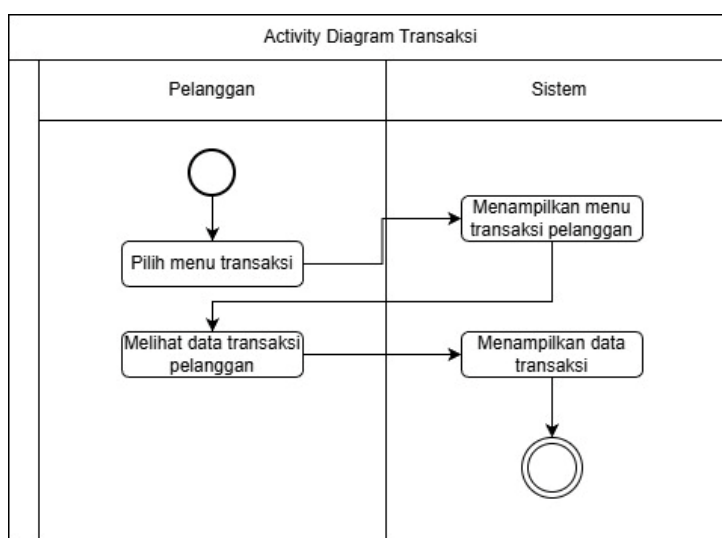 Activity Diagram Transaksi
Pelanggan
Sistem
Menampilkan menu
transaksi pelanggan
Pilih menu transaksi
Melihat data transaksi
pelanggan
Menampilkan data
transaksi